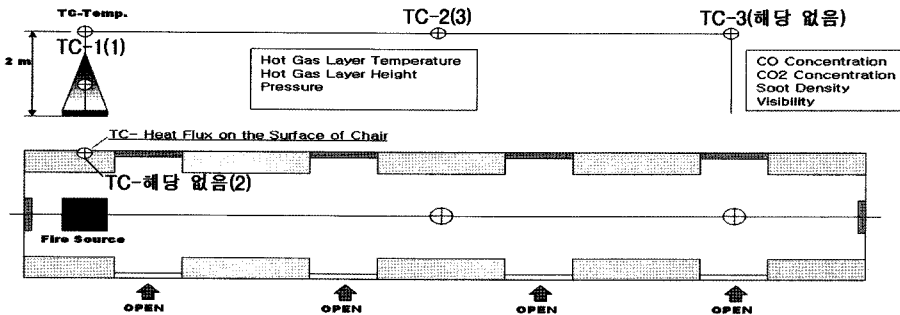 TC-Temp.
TC-2(3)
TC-3(해당 없음)
TC-1(1)
2 m
Hot Gas Layer Temperature
Hot Gas Layer Height
Pressure
CO Concentration
CO2 Concentration
Soot Density
Visibility
TC- Heat Flux on the Surface of Chair
TC-해당 없음(2)
Fire Source
OPEN
OPEN
OPEN
OPEN